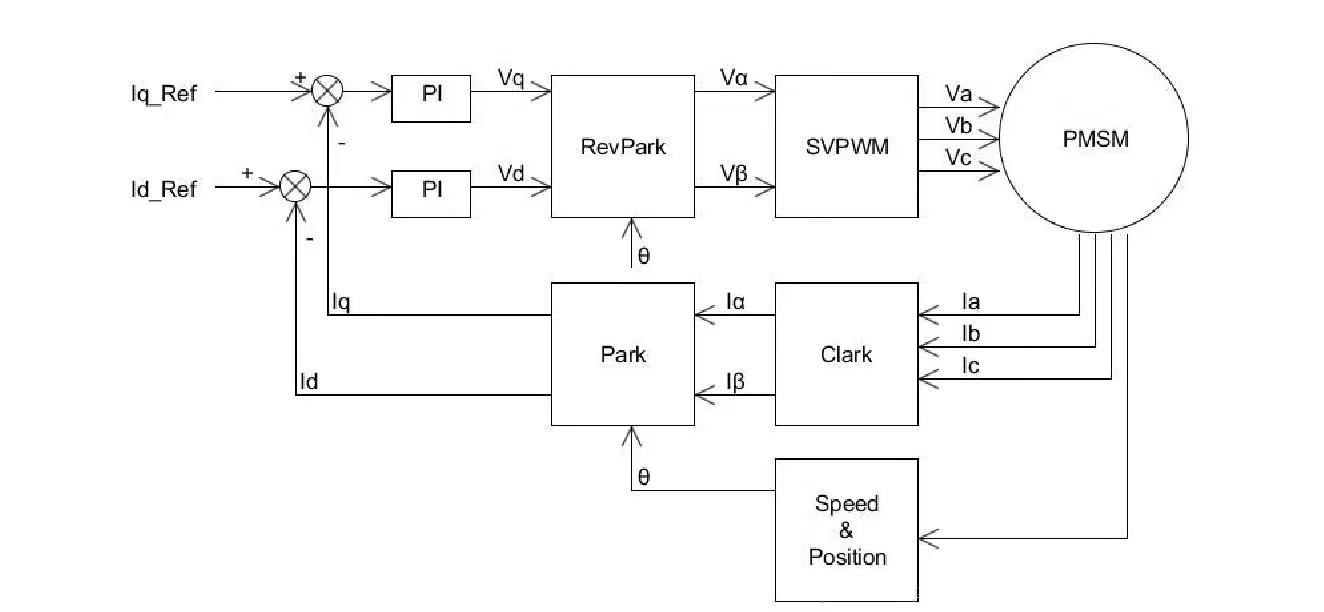 Iq_Ref
+
-
PI
Vq
RevPark
Vα
SVPWM
Va
Vb
Vc
PMSM
Id_Ref
+
-
PI
Vd
Vβ
θ
Iq
Id
Park
Iα
Iβ
Clark
Ia
Ib
Ic
θ
Speed
&
Position